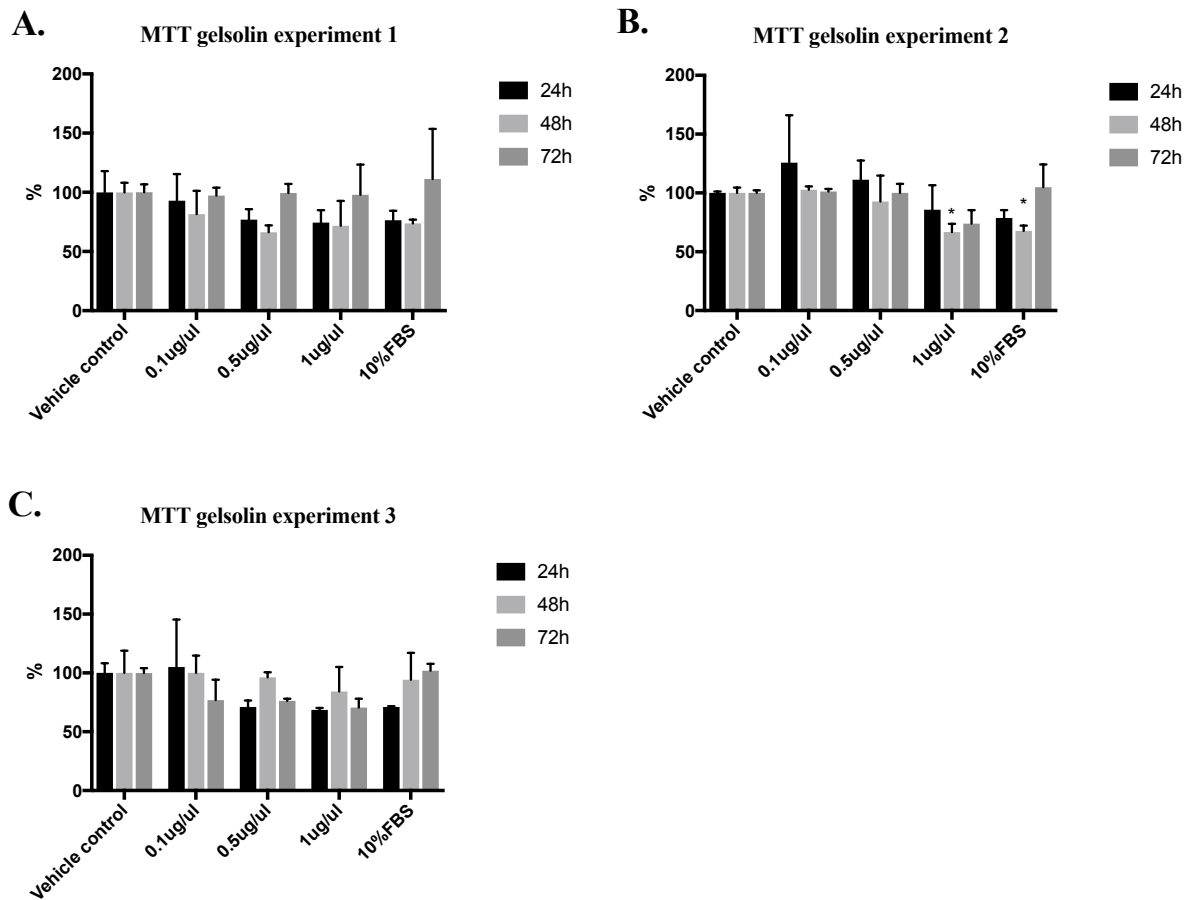 A.
MTT gelsolin experiment 1
200
150
100
50
0
%
24h
48h
72h
Vehicle control
0.1ug/ul
0.5ug/ul
1ug/ul
10%FBS
B.
MTT gelsolin experiment 2
200
150
100
50
0
%
* *
24h
48h
72h
Vehicle control
0.1ug/ul
0.5ug/ul
1ug/ul
10%FBS
C.
MTT gelsolin experiment 3
200
150
100
50
0
%
24h
48h
72h
Vehicle control
0.1ug/ul
0.5ug/ul
1ug/ul
10%FBS